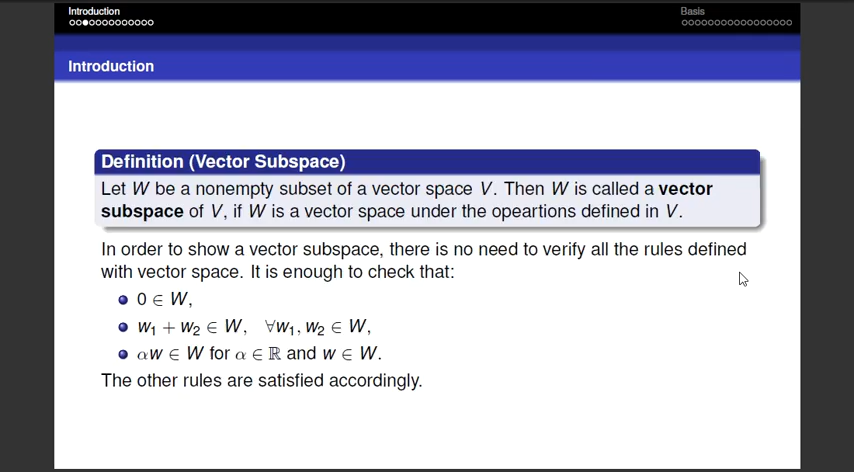 Introduction
Basis
Introduction
Definition (Vector Subspace)
Let W be a nonempty subset of a vector space V. Then W is called a vector
subspace of V, if W is a vector space under the opeartions defined in V.
In order to show a vector subspace, there is no need to verify all the rules defined
with vector space. It is enough to check that:
0 ∈ W,
w₁ + w₂ ∈ W, ∀w₁, w₂ ∈ W,
αw ∈ W for α ∈ ℝ and w ∈ W.
The other rules are satisfied accordingly.